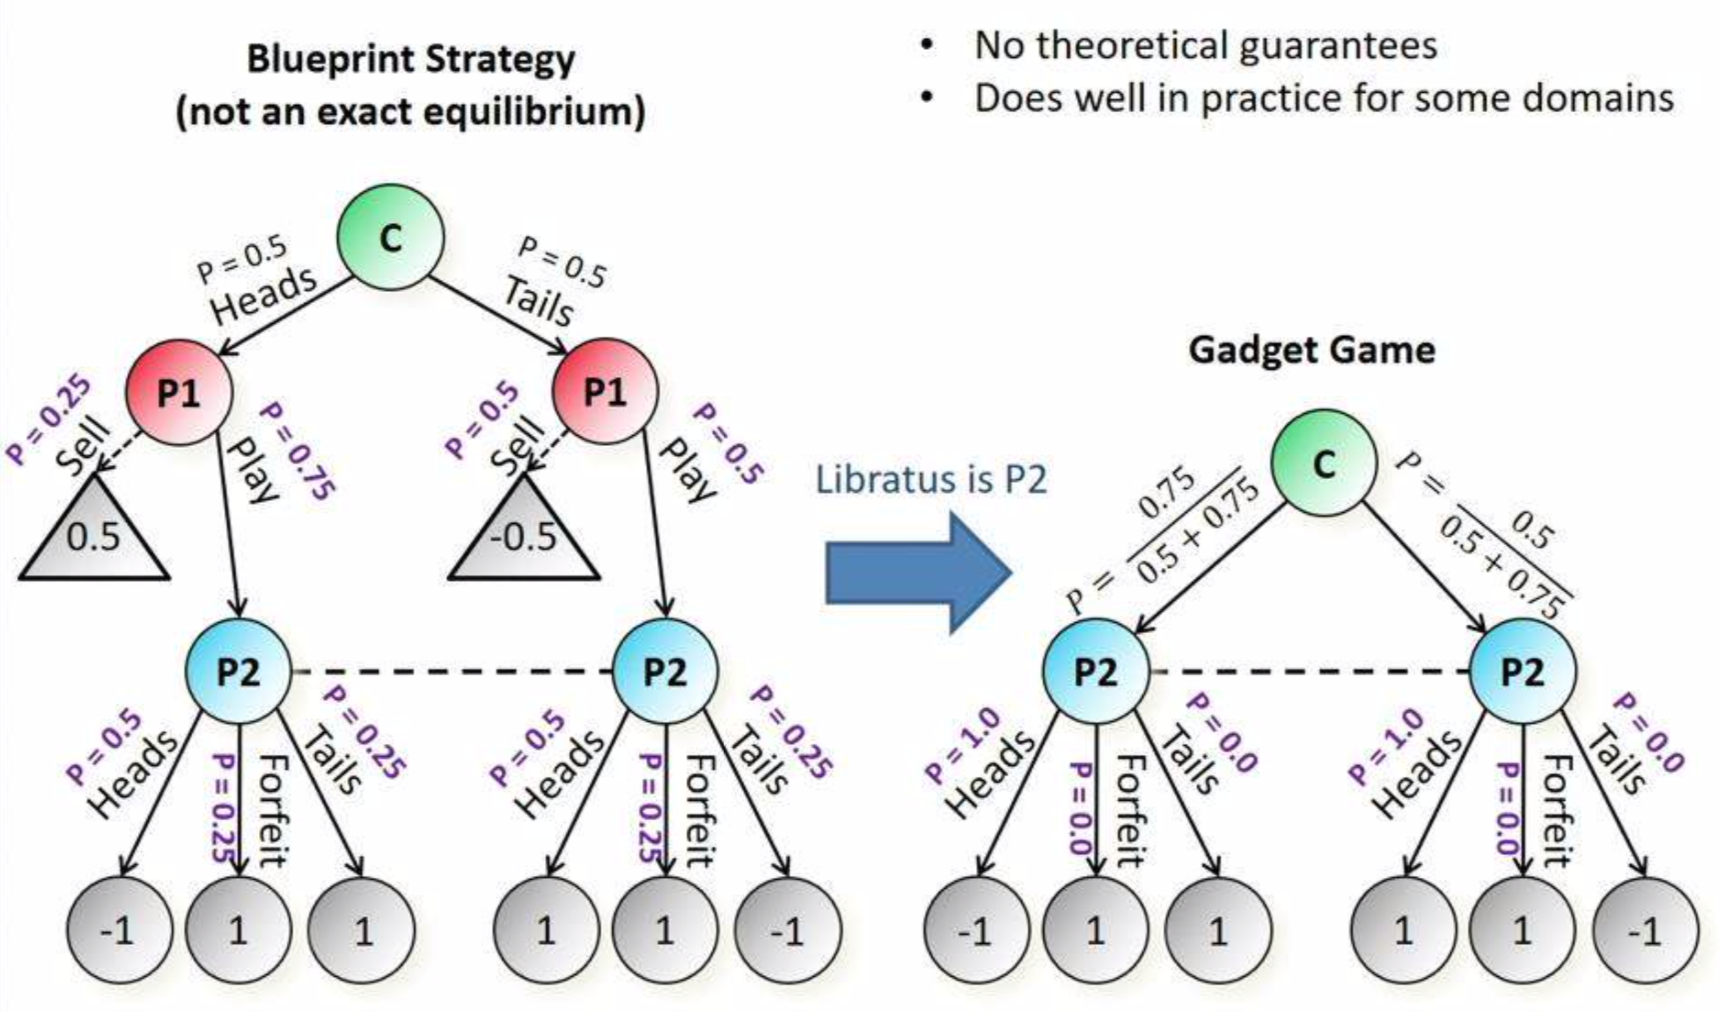 Blueprint Strategy
(not an exact equilibrium)
• No theoretical guarantees
• Does well in practice for some domains
C
P = 0.5
Heads
P = 0.5
Tails
P1
P1
P = 0.25
Sell
P = 0.75
Play
P = 0.5
Sell
P = 0.5
Play
0.5
-0.5
P2
P2
P = 0.5
Heads
P = 0.25
Forfeit
P = 0.25
Tails
P = 0.5
Heads
P = 0.25
Forfeit
P = 0.25
Tails
-1
1
1
1
1
-1
Libratus is P2
Gadget Game
C
P = 0.75 / 0.5 + 0.75
P = 0.5 / 0.5 + 0.75
P2
P2
P = 1.0
Heads
P = 0.0
Forfeit
P = 0.0
Tails
P = 1.0
Heads
P = 0.0
Forfeit
P = 0.0
Tails
-1
1
1
1
1
-1